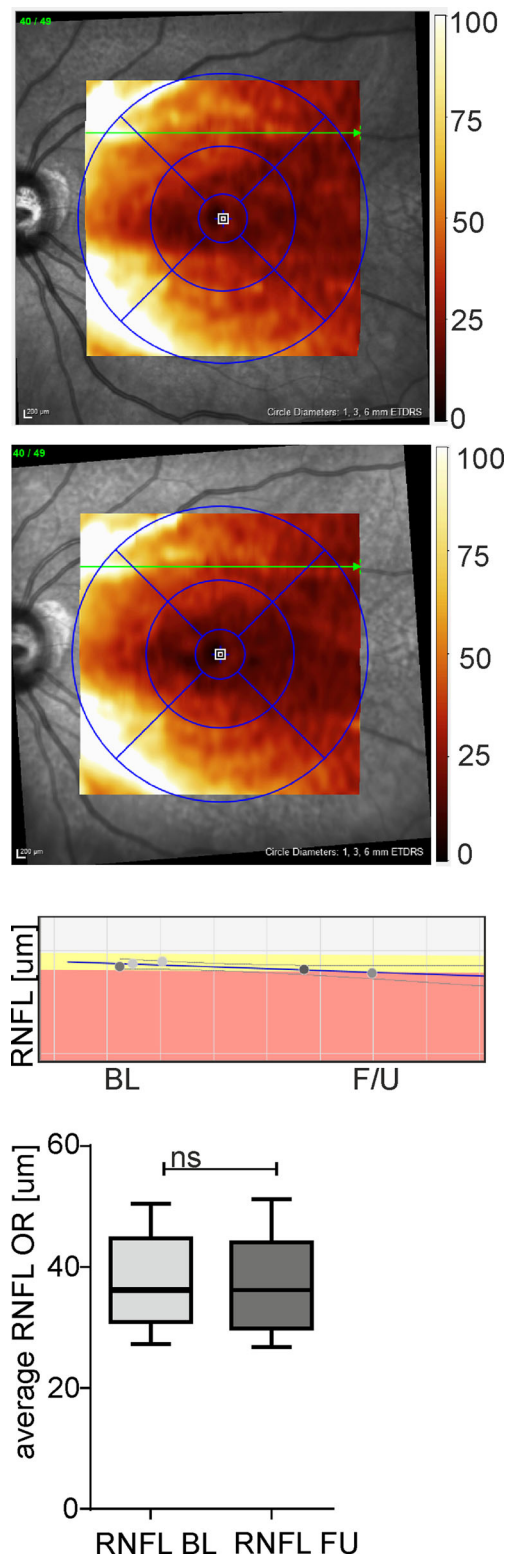 40 / 49
100
75
50
25
0
200 µm
Circle Diameters: 1, 3, 6 mm ETDRS
40 / 49
100
75
50
25
0
200 µm
Circle Diameters: 1, 3, 6 mm ETDRS
RNFL [um]
BL F/U
average RNFL OR [um]
60
40
20
0
ns
RNFL BL RNFL FU